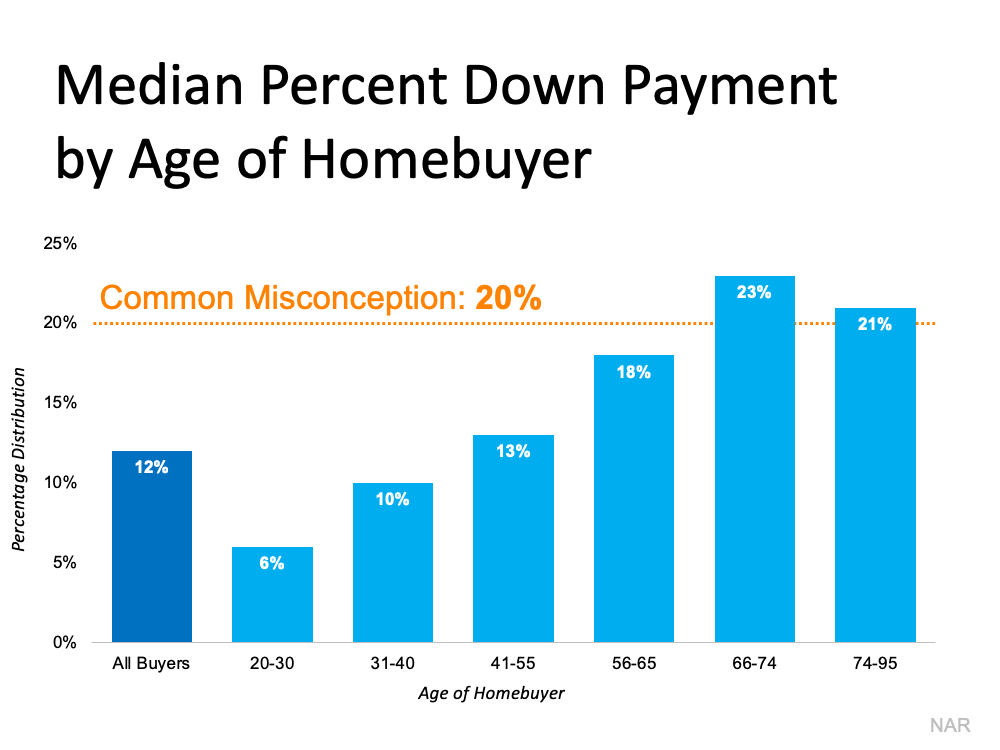 Median Percent Down Payment
by Age of Homebuyer
25%
Common Misconception: 20%
20%
15%
10%
5%
0%
Percentage Distribution
12%
6%
10%
13%
18%
23%
21%
All Buyers
20-30
31-40
41-55
56-65
66-74
74-95
Age of Homebuyer
NAR